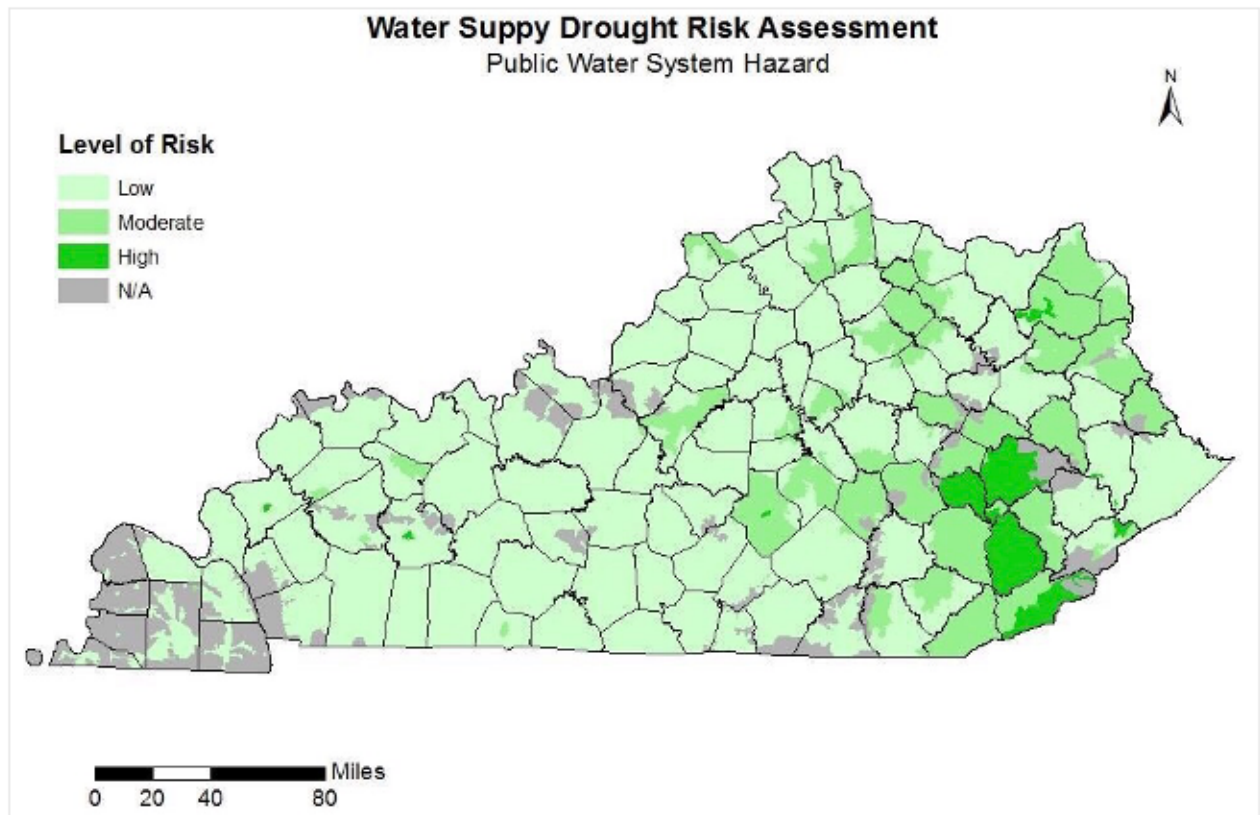 Water Suppy Drought Risk Assessment
Public Water System Hazard
N
Level of Risk
Low
Moderate
High
N/A
Miles
0 20 40 80